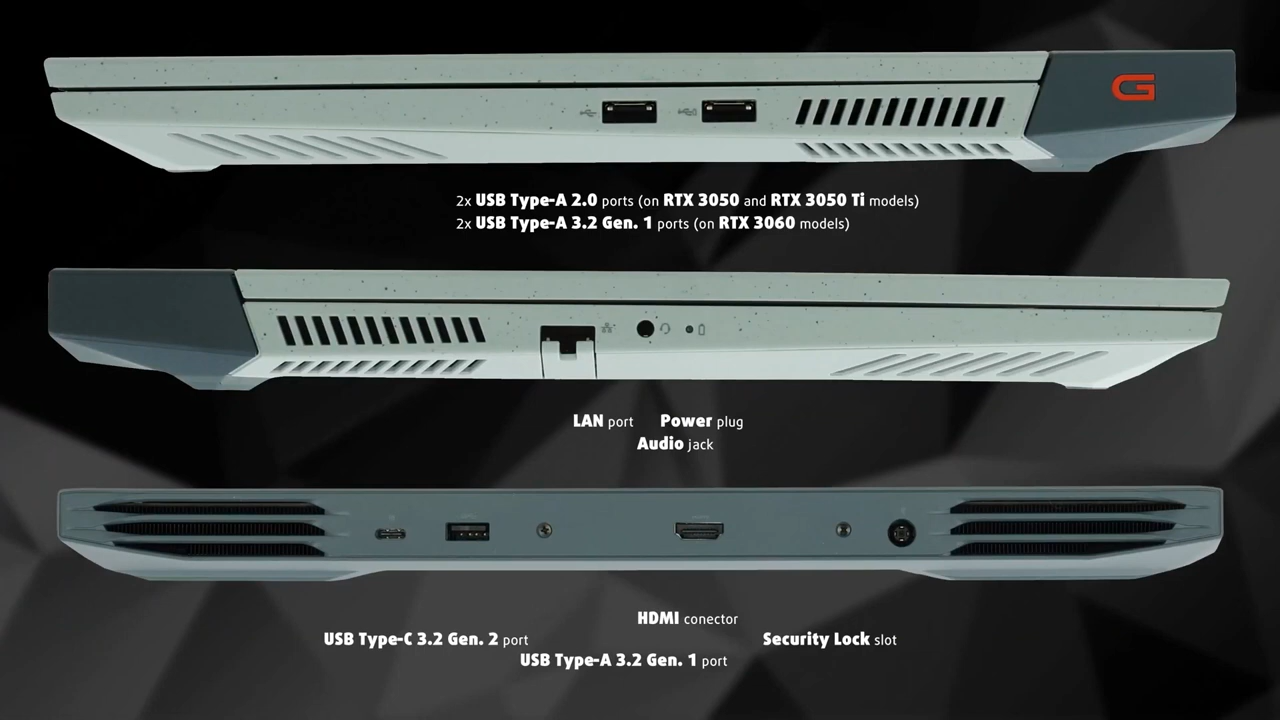 G
2x USB Type-A 2.0 ports (on RTX 3050 and RTX 3050 Ti models)
2x USB Type-A 3.2 Gen. 1 ports (on RTX 3060 models)
LAN port Power plug
Audio jack
HDMI conector
USB Type-C 3.2 Gen. 2 port Security Lock slot
USB Type-A 3.2 Gen. 1 port